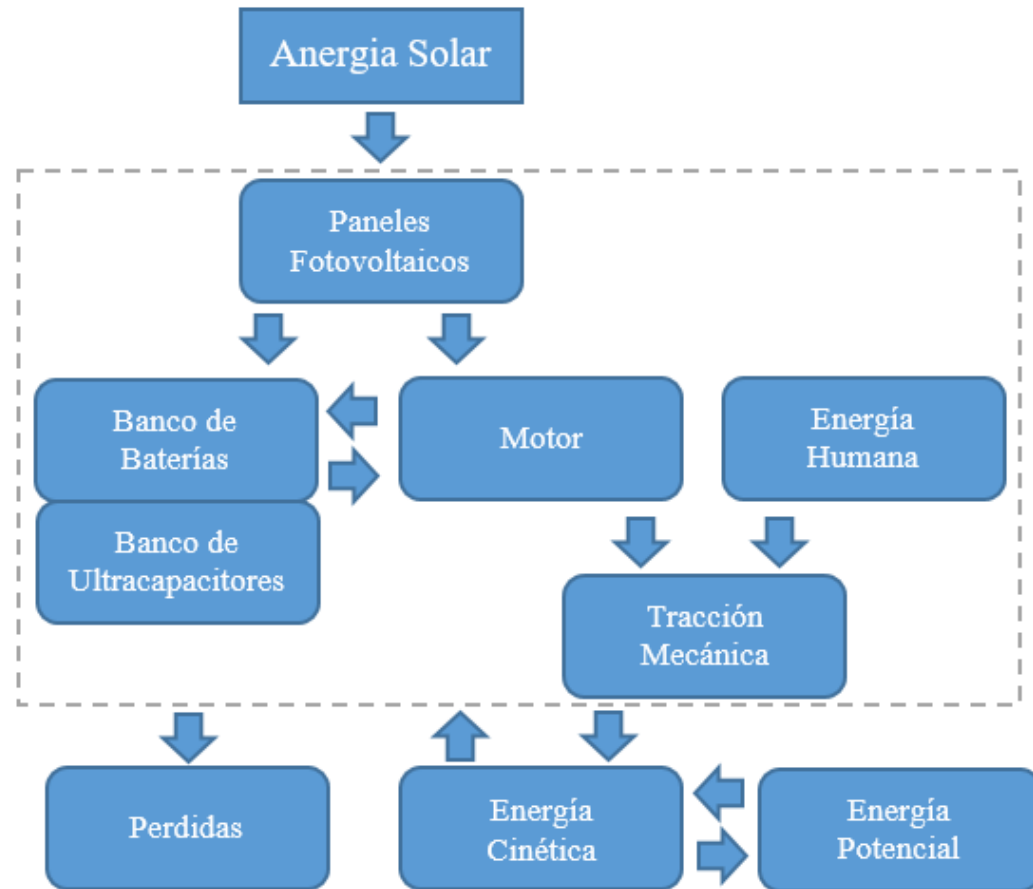 Anergia Solar
Paneles
Fotovoltaicos
Banco de
Baterías
Motor
Energía
Humana
Banco de
Ultracapacitores
Tracción
Mecánica
Perdidas
Energía
Cinética
Energía
Potencial